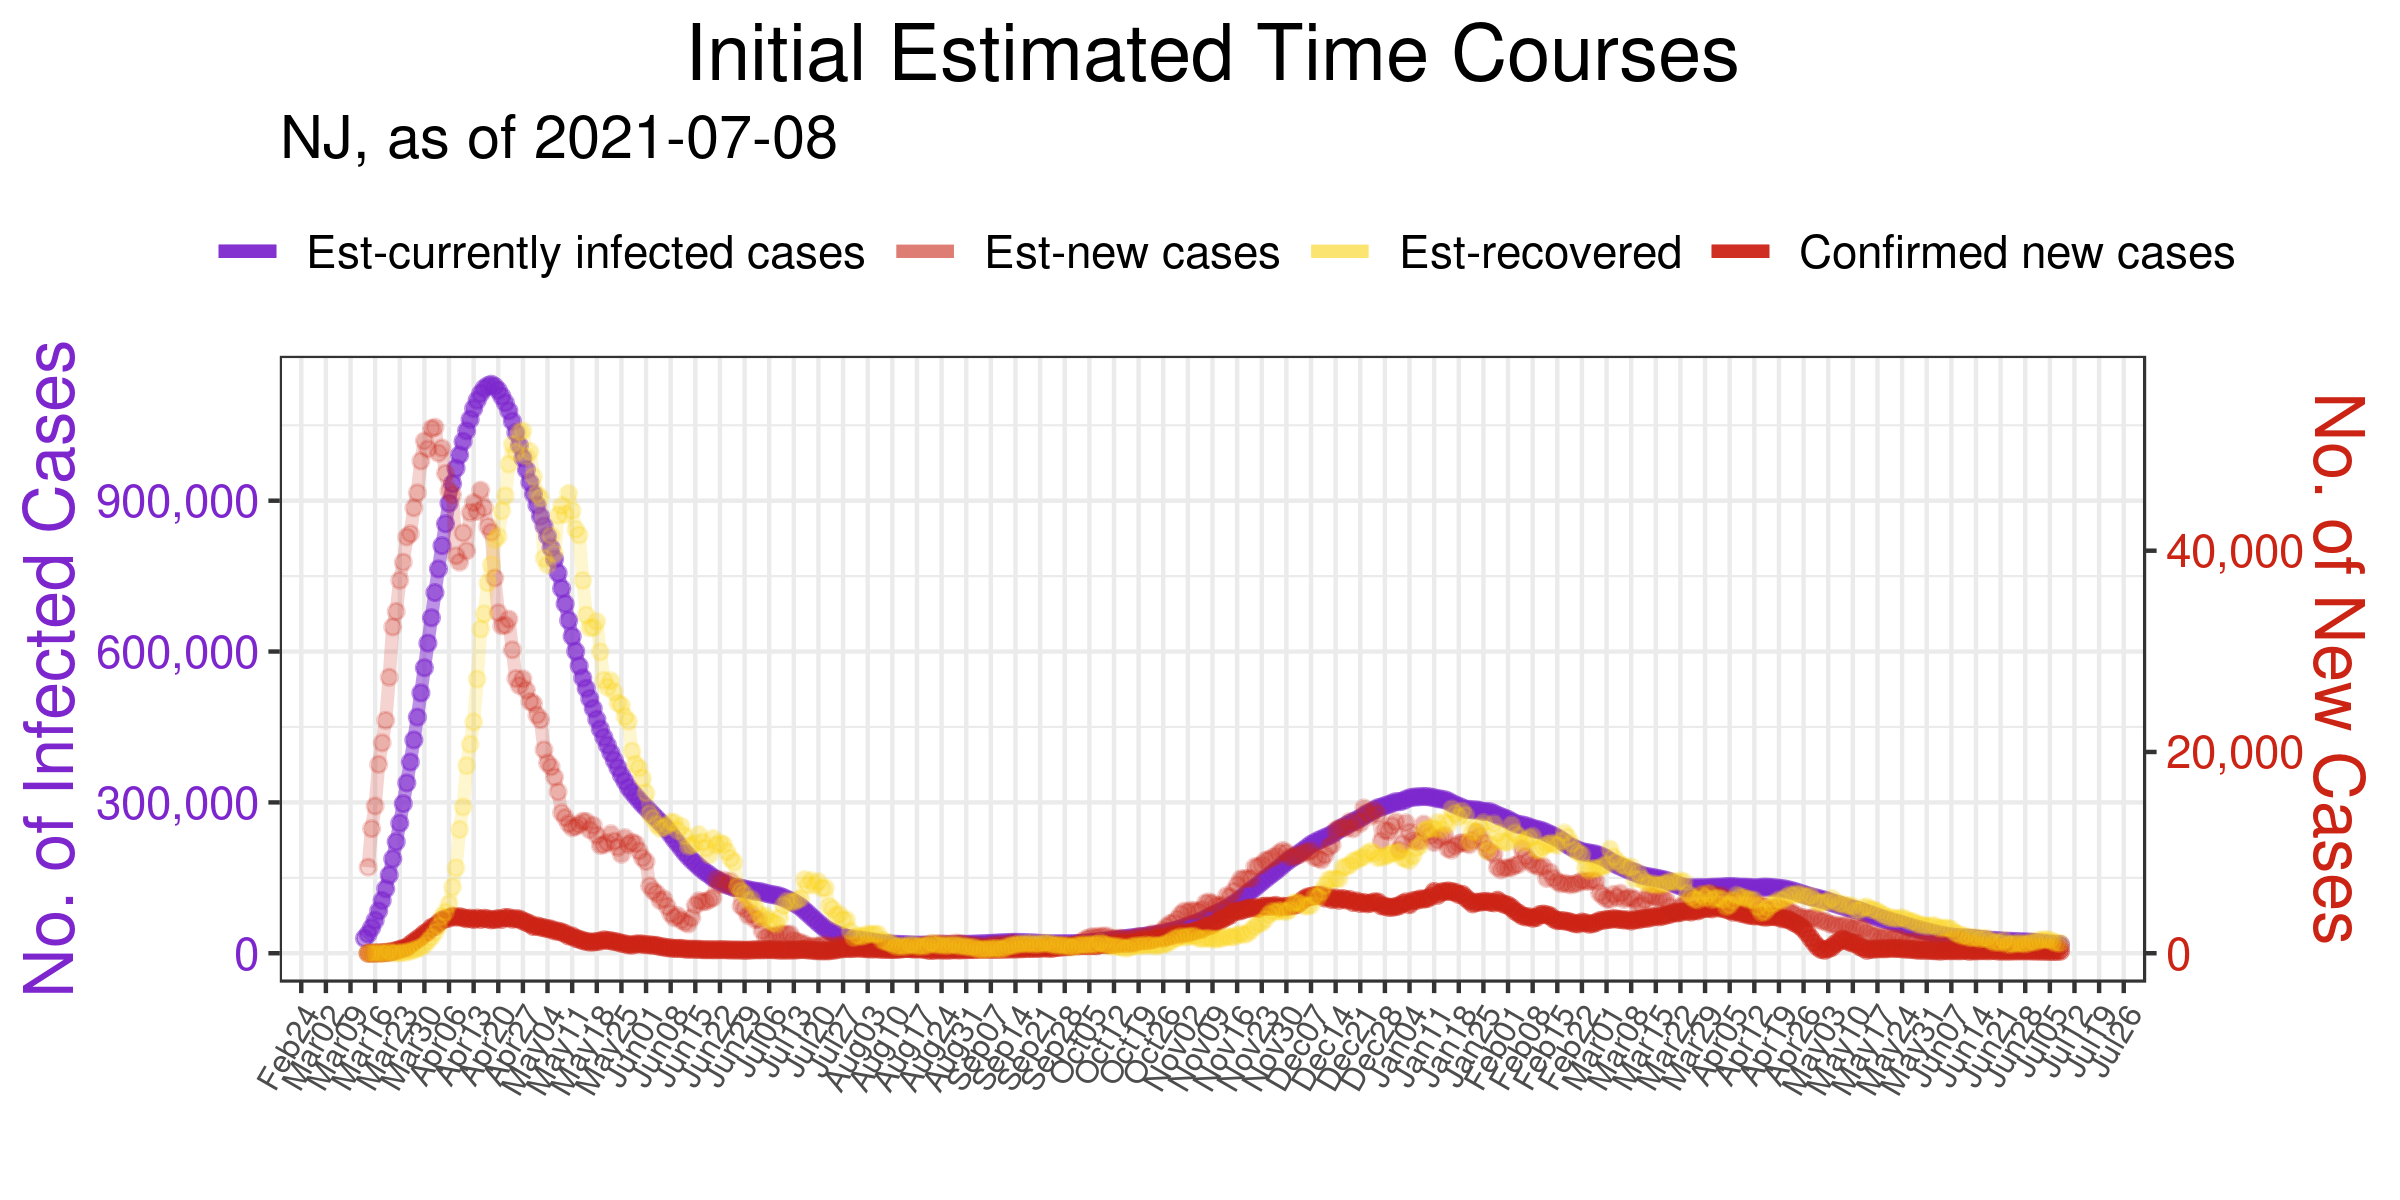 Initial Estimated Time Courses
NJ, as of 2021-07-08
Est-currently infected cases Est-new cases Est-recovered Confirmed new cases
No. of Infected Cases
900,000
600,000
300,000
0
40,000
20,000
0
No. of New Cases
Feb24 Mar02 Mar09 Mar16 Mar23 Mar30 Apr06 Apr13 Apr20 Apr27 May04 May11 May18 May25 Jun01 Jun08 Jun15 Jun22 Jun29 Jul06 Jul13 Jul20 Jul27 Aug03 Aug10 Aug17 Aug24 Aug31 Sep07 Sep14 Sep21 Sep28 Oct05 Oct12 Oct19 Oct26 Nov02 Nov09 Nov16 Nov23 Nov30 Dec07 Dec14 Dec21 Dec28 Jan04 Jan11 Jan18 Jan25 Feb01 Feb08 Feb15 Feb22 Mar01 Mar08 Mar15 Mar22 Mar29 Apr05 Apr12 Apr19 Apr26 May03 May10 May17 May24 May31 Jun07 Jun14 Jun21 Jun28 Jul05 Jul12 Jul19 Jul26